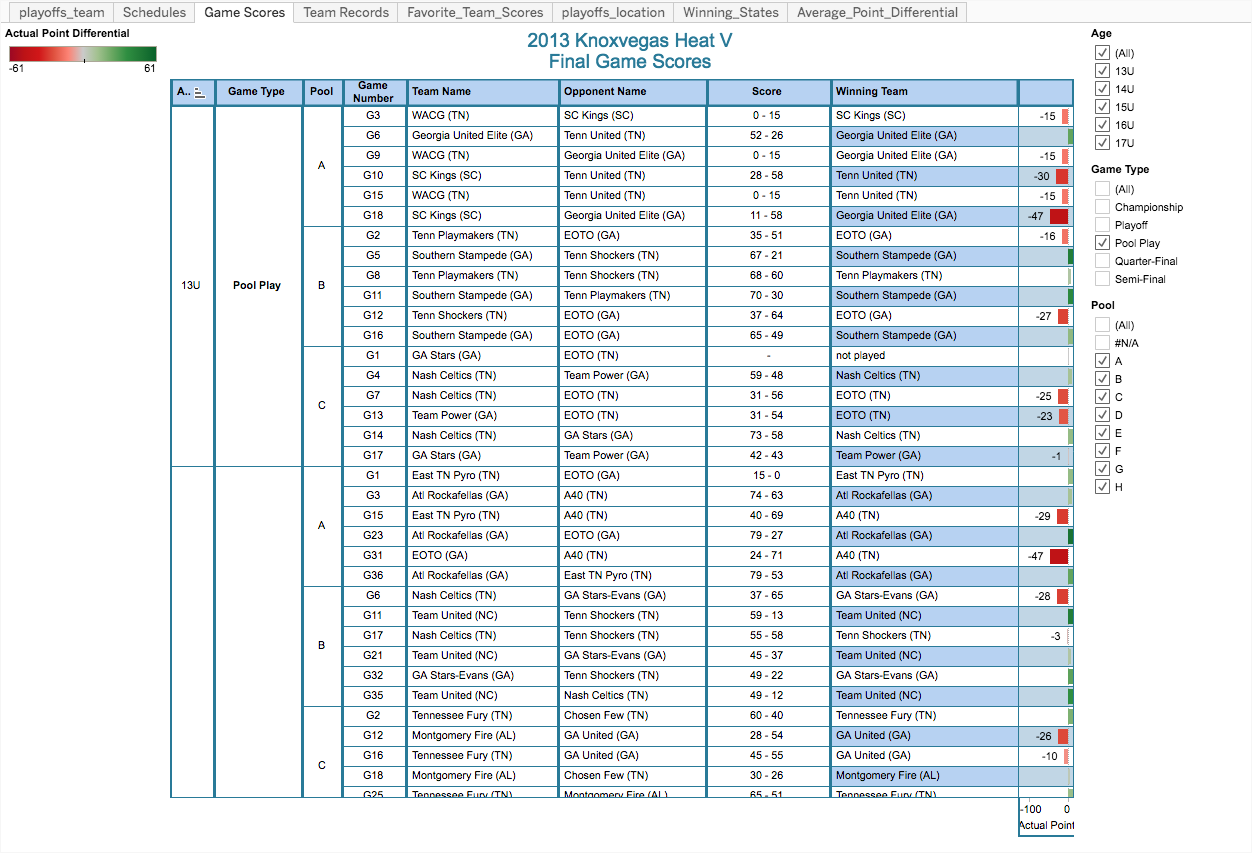 playoffs_team Schedules Game Scores Team Records Favorite_Team_Scores playoffs_location Winning_States Average_Point_Differential
Actual Point Differential
-61 61
2013 Knoxvegas Heat V
Final Game Scores
A.. Game Type Pool Game Number Team Name Opponent Name Score Winning Team
13U Pool Play
A
G3 WACG (TN) SC Kings (SC) 0 - 15 SC Kings (SC) -15
G6 Georgia United Elite (GA) Tenn United (TN) 52 - 26 Georgia United Elite (GA)
G9 WACG (TN) Georgia United Elite (GA) 0 - 15 Georgia United Elite (GA) -15
G10 SC Kings (SC) Tenn United (TN) 28 - 58 Tenn United (TN) -30
G15 WACG (TN) Tenn United (TN) 0 - 15 Tenn United (TN) -15
G18 SC Kings (SC) Georgia United Elite (GA) 11 - 58 Georgia United Elite (GA) -47
B
G2 Tenn Playmakers (TN) EOTO (GA) 35 - 51 EOTO (GA) -16
G5 Southern Stampede (GA) Tenn Shockers (TN) 67 - 21 Southern Stampede (GA)
G8 Tenn Playmakers (TN) Tenn Shockers (TN) 68 - 60 Tenn Playmakers (TN)
G11 Southern Stampede (GA) Tenn Playmakers (TN) 70 - 30 Southern Stampede (GA)
G12 Tenn Shockers (TN) EOTO (GA) 37 - 64 EOTO (GA) -27
G16 Southern Stampede (GA) EOTO (GA) 65 - 49 Southern Stampede (GA)
C
G1 GA Stars (GA) EOTO (TN) - not played
G4 Nash Celtics (TN) Team Power (GA) 59 - 48 Nash Celtics (TN)
G7 Nash Celtics (TN) EOTO (TN) 31 - 56 EOTO (TN) -25
G13 Team Power (GA) EOTO (TN) 31 - 54 EOTO (TN) -23
G14 Nash Celtics (TN) GA Stars (GA) 73 - 58 Nash Celtics (TN)
G17 GA Stars (GA) Team Power (GA) 42 - 43 Team Power (GA) -1
A
G1 East TN Pyro (TN) EOTO (GA) 15 - 0 East TN Pyro (TN)
G3 Atl Rockafellas (GA) A40 (TN) 74 - 63 Atl Rockafellas (GA)
G15 East TN Pyro (TN) A40 (TN) 40 - 69 A40 (TN) -29
G23 Atl Rockafellas (GA) EOTO (GA) 79 - 27 Atl Rockafellas (GA)
G31 EOTO (GA) A40 (TN) 24 - 71 A40 (TN) -47
G36 Atl Rockafellas (GA) East TN Pyro (TN) 79 - 53 Atl Rockafellas (GA)
B
G6 Nash Celtics (TN) GA Stars-Evans (GA) 37 - 65 GA Stars-Evans (GA) -28
G11 Team United (NC) Tenn Shockers (TN) 59 - 13 Team United (NC)
G17 Nash Celtics (TN) Tenn Shockers (TN) 55 - 58 Tenn Shockers (TN) -3
G21 Team United (NC) GA Stars-Evans (GA) 45 - 37 Team United (NC)
G32 GA Stars-Evans (GA) Tenn Shockers (TN) 49 - 22 GA Stars-Evans (GA)
G35 Team United (NC) Nash Celtics (TN) 49 - 12 Team United (NC)
C
G2 Tennessee Fury (TN) Chosen Few (TN) 60 - 40 Tennessee Fury (TN)
G12 Montgomery Fire (AL) GA United (GA) 28 - 54 GA United (GA) -26
G16 Tennessee Fury (TN) GA United (GA) 45 - 55 GA United (GA) -10
G18 Montgomery Fire (AL) Chosen Few (TN) 30 - 26 Montgomery Fire (AL)
G25 Tennessee Fury (TN) Montgomery Fire (AL) 65 - 51 Tennessee Fury (TN)
-100 0
Actual Point
Age
(All)
13U
14U
15U
16U
17U
Game Type
(All)
Championship
Playoff
Pool Play
Quarter-Final
Semi-Final
Pool
(All)
#N/A
A
B
C
D
E
F
G
H